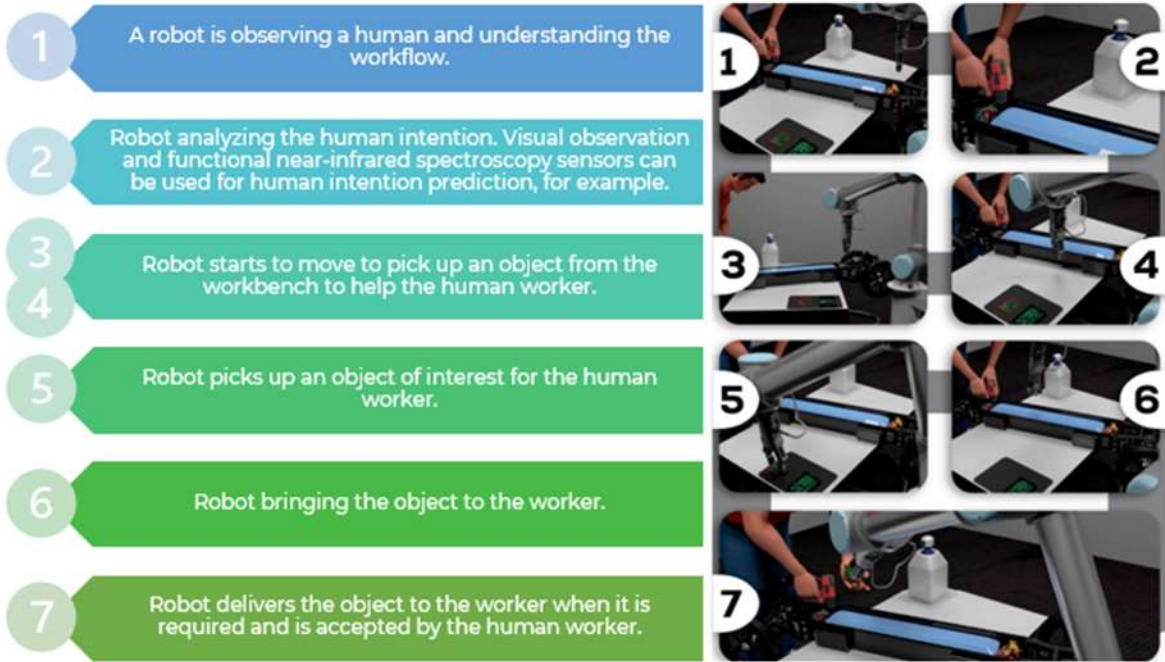 1
A robot is observing a human and understanding the
workflow.
2
Robot analyzing the human intention. Visual observation
and functional near-infrared spectroscopy sensors can
be used for human intention prediction, for example.
3
4
Robot starts to move to pick up an object from the
workbench to help the human worker.
5
Robot picks up an object of interest for the human
worker.
6
Robot bringing the object to the worker.
7
Robot delivers the object to the worker when it is
required and is accepted by the human worker.
1
2
3
4
5
6
7